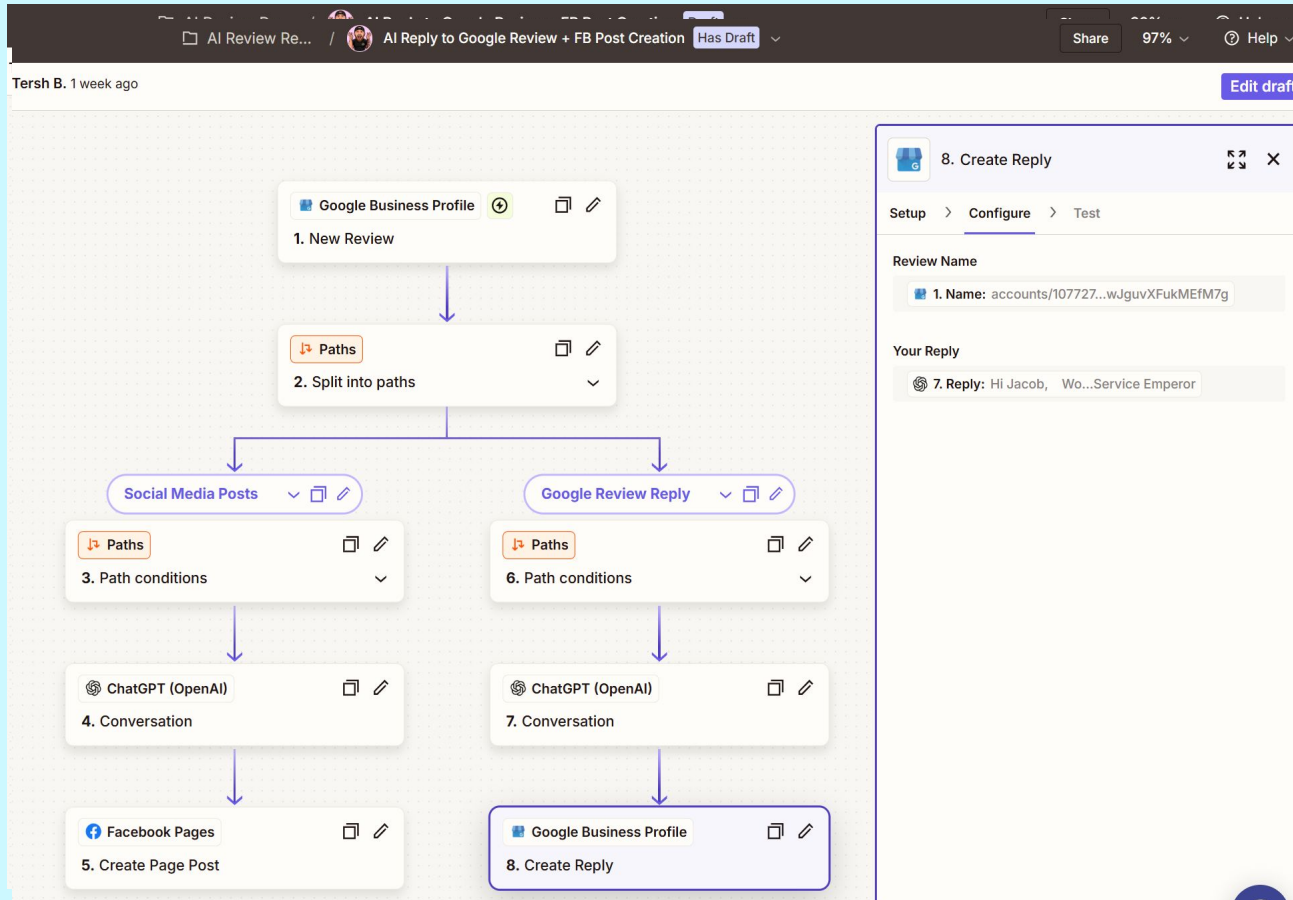 AI Review Re... / AI Reply to Google Review + FB Post Creation Has Draft Share 97% Help
Tersh B. 1 week ago
Edit draft
8. Create Reply
Setup > Configure > Test
Review Name
1. Name: accounts/107727...wJguvXFukMEfM7g
Your Reply
7. Reply: Hi Jacob, Wo...Service Emperor
Google Business Profile
1. New Review
Paths
2. Split into paths
Social Media Posts
Google Review Reply
Paths
3. Path conditions
Paths
6. Path conditions
ChatGPT (OpenAI)
4. Conversation
ChatGPT (OpenAI)
7. Conversation
Facebook Pages
5. Create Page Post
Google Business Profile
8. Create Reply